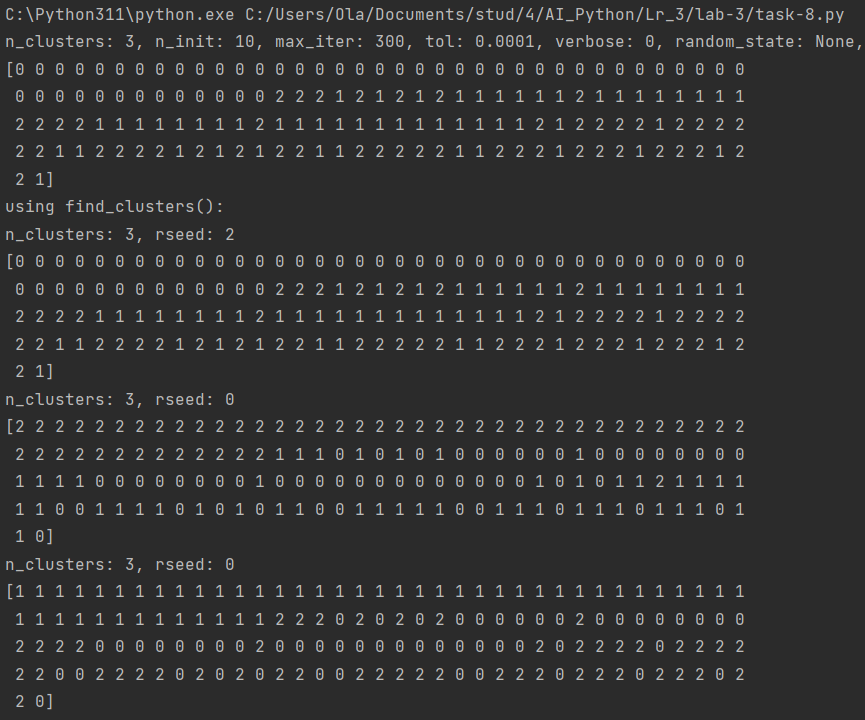 C:\Python311\python.exe C:/Users/Ola/Documents/stud/4/AI_Python/Lr_3/lab-3/task-8.py
n_clusters: 3, n_init: 10, max_iter: 300, tol: 0.0001, verbose: 0, random_state: None,
[0 0 0 0 0 0 0 0 0 0 0 0 0 0 0 0 0 0 0 0 0 0 0 0 0 0 0 0 0 0 0 0 0 0 0 0 0
 0 0 0 0 0 0 0 0 0 0 0 0 0 2 2 2 1 2 1 2 1 2 1 1 1 1 1 1 2 1 1 1 1 1 1 1 1
 2 2 2 2 1 1 1 1 1 1 1 1 2 1 1 1 1 1 1 1 1 1 1 1 1 1 2 1 2 2 2 2 1 2 2 2 2
 2 2 1 1 2 2 2 2 1 2 1 2 1 2 2 1 1 2 2 2 2 2 1 1 2 2 2 1 2 2 2 1 2 2 2 1 2
 2 1]
using find_clusters():
n_clusters: 3, rseed: 2
[0 0 0 0 0 0 0 0 0 0 0 0 0 0 0 0 0 0 0 0 0 0 0 0 0 0 0 0 0 0 0 0 0 0 0 0 0
 0 0 0 0 0 0 0 0 0 0 0 0 0 2 2 2 1 2 1 2 1 2 1 1 1 1 1 1 2 1 1 1 1 1 1 1 1
 2 2 2 2 1 1 1 1 1 1 1 1 2 1 1 1 1 1 1 1 1 1 1 1 1 1 2 1 2 2 2 2 1 2 2 2 2
 2 2 1 1 2 2 2 2 1 2 1 2 1 2 2 1 1 2 2 2 2 2 1 1 2 2 2 1 2 2 2 1 2 2 2 1 2
 2 1]
n_clusters: 3, rseed: 0
[2 2 2 2 2 2 2 2 2 2 2 2 2 2 2 2 2 2 2 2 2 2 2 2 2 2 2 2 2 2 2 2 2 2 2 2 2
 2 2 2 2 2 2 2 2 2 2 2 2 2 1 1 1 0 1 0 1 0 1 0 0 0 0 0 0 1 0 0 0 0 0 0 0 0
 1 1 1 1 0 0 0 0 0 0 0 0 1 0 0 0 0 0 0 0 0 0 0 0 0 0 1 0 1 0 1 1 2 1 1 1 1
 1 1 0 0 1 1 1 1 0 1 0 1 0 1 1 0 0 1 1 1 1 1 0 0 1 1 1 0 1 1 1 0 1 1 1 0 1
 1 0]
n_clusters: 3, rseed: 0
[1 1 1 1 1 1 1 1 1 1 1 1 1 1 1 1 1 1 1 1 1 1 1 1 1 1 1 1 1 1 1 1 1 1 1 1 1
 1 1 1 1 1 1 1 1 1 1 1 1 1 2 2 2 0 2 0 2 0 2 0 0 0 0 0 0 2 0 0 0 0 0 0 0 0
 2 2 2 2 0 0 0 0 0 0 0 0 2 0 0 0 0 0 0 0 0 0 0 0 0 0 2 0 2 2 2 2 0 2 2 2 2
 2 2 0 0 2 2 2 2 0 2 0 2 0 2 2 0 0 2 2 2 2 2 0 0 2 2 2 0 2 2 2 0 2 2 2 0 2
 2 0]